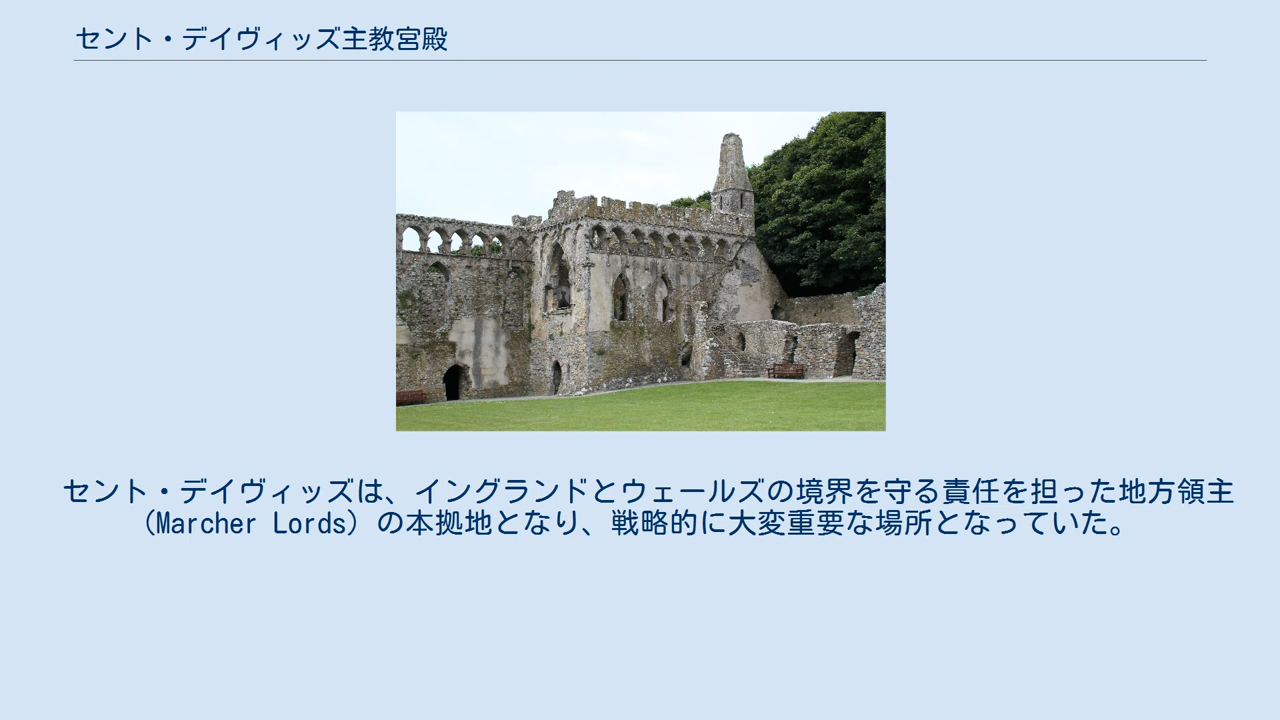 セント・デイヴィッズ主教宮殿
セント・デイヴィッズは、イングランドとウェールズの境界を守る責任を担った地方領主
（Marcher Lords）の本拠地となり、戦略的に大変重要な場所となっていた。